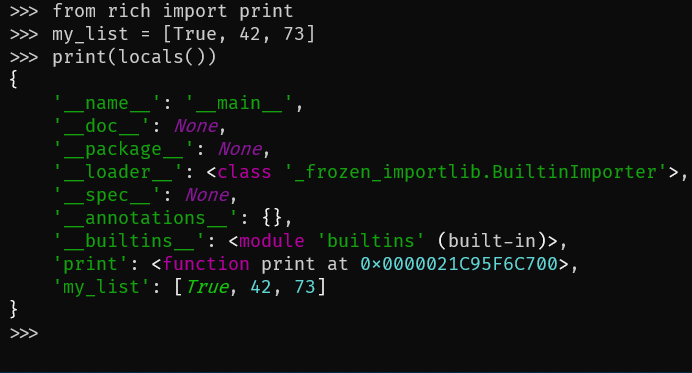 >>> from rich import print
>>> my_list = [True, 42, 73]
>>> print(locals())
{
    '__name__': '__main__',
    '__doc__': None,
    '__package__': None,
    '__loader__': <class '_frozen_importlib.BuiltinImporter'>,
    '__spec__': None,
    '__annotations__': {},
    '__builtins__': <module 'builtins' (built-in)>,
    'print': <function print at 0x0000021C95F6C700>,
    'my_list': [True, 42, 73]
}
>>>